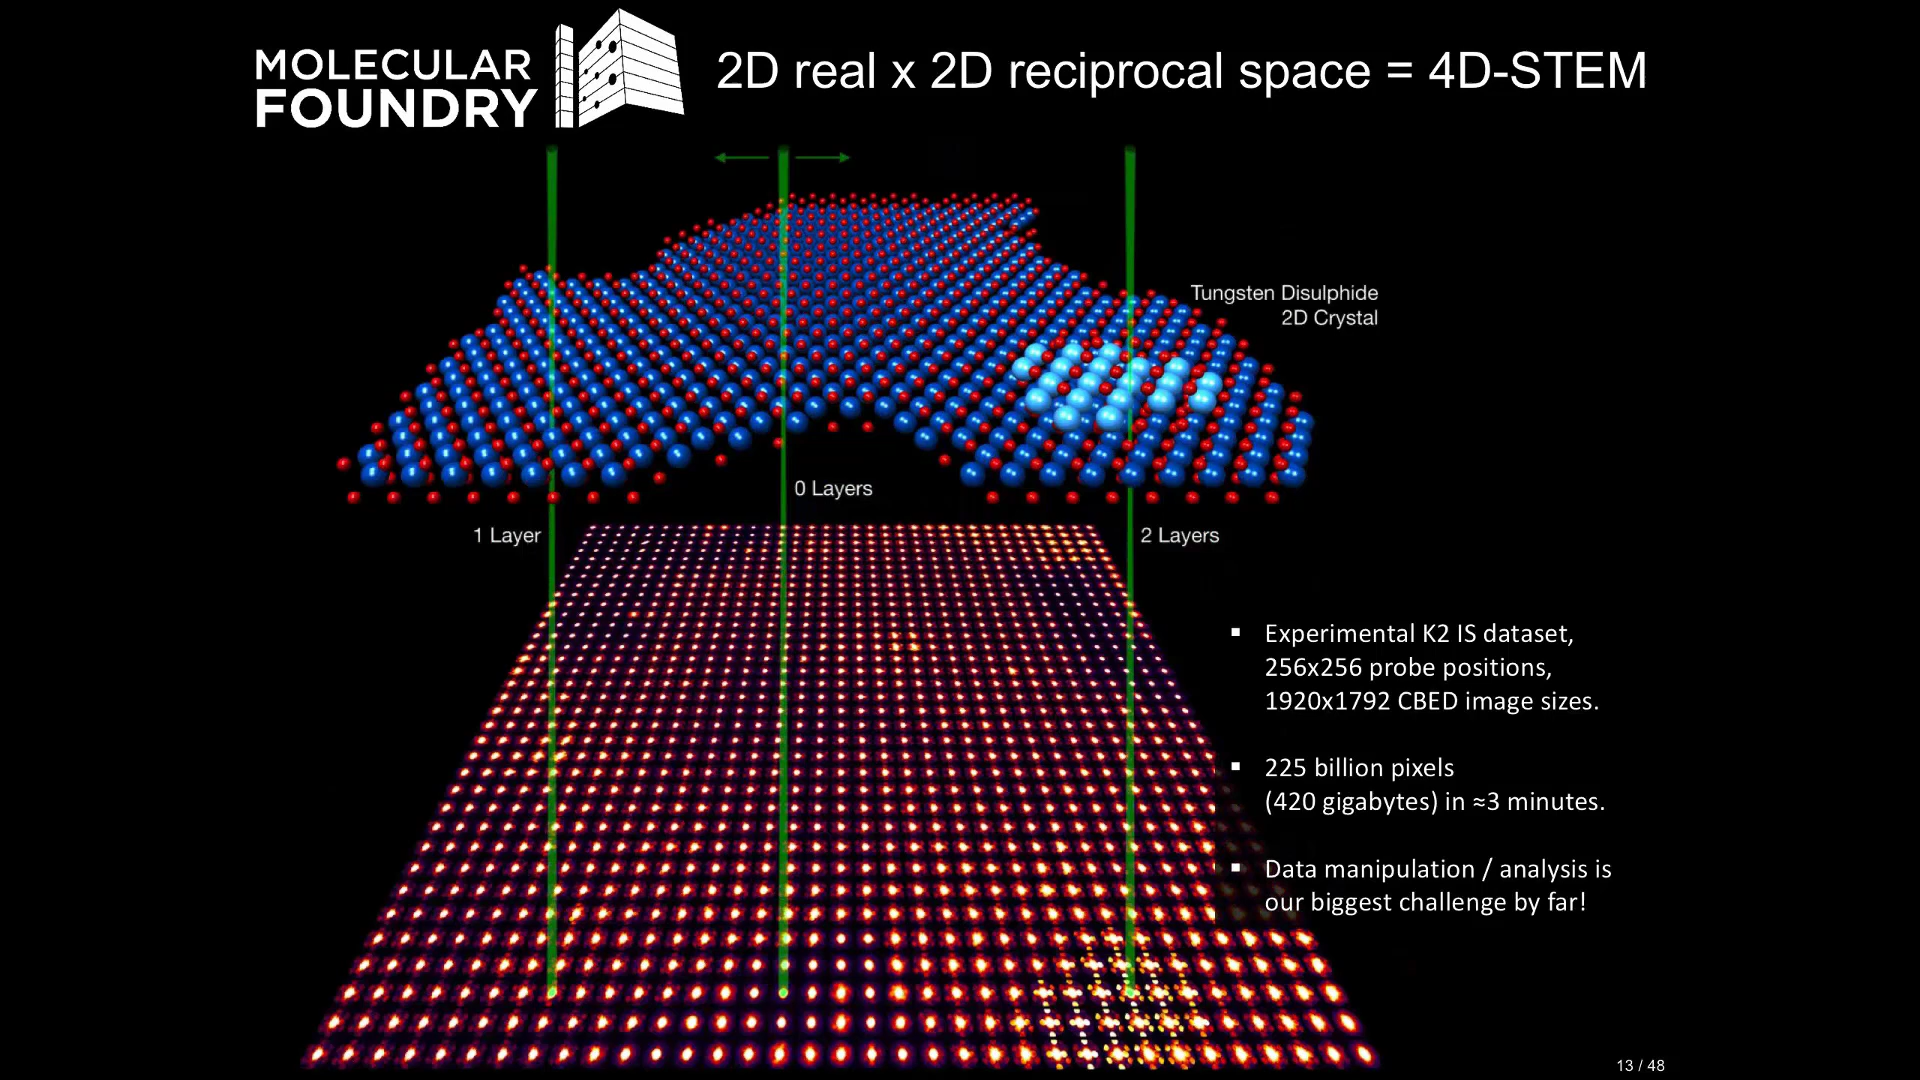 MOLECULAR
FOUNDRY
2D real x 2D reciprocal space = 4D-STEM
Tungsten Disulphide
2D Crystal
0 Layers
1 Layer
2 Layers
▪ Experimental K2 IS dataset,
256x256 probe positions,
1920x1792 CBED image sizes.
▪ 225 billion pixels
(420 gigabytes) in ≈3 minutes.
▪ Data manipulation / analysis is
our biggest challenge by far!
13 / 48